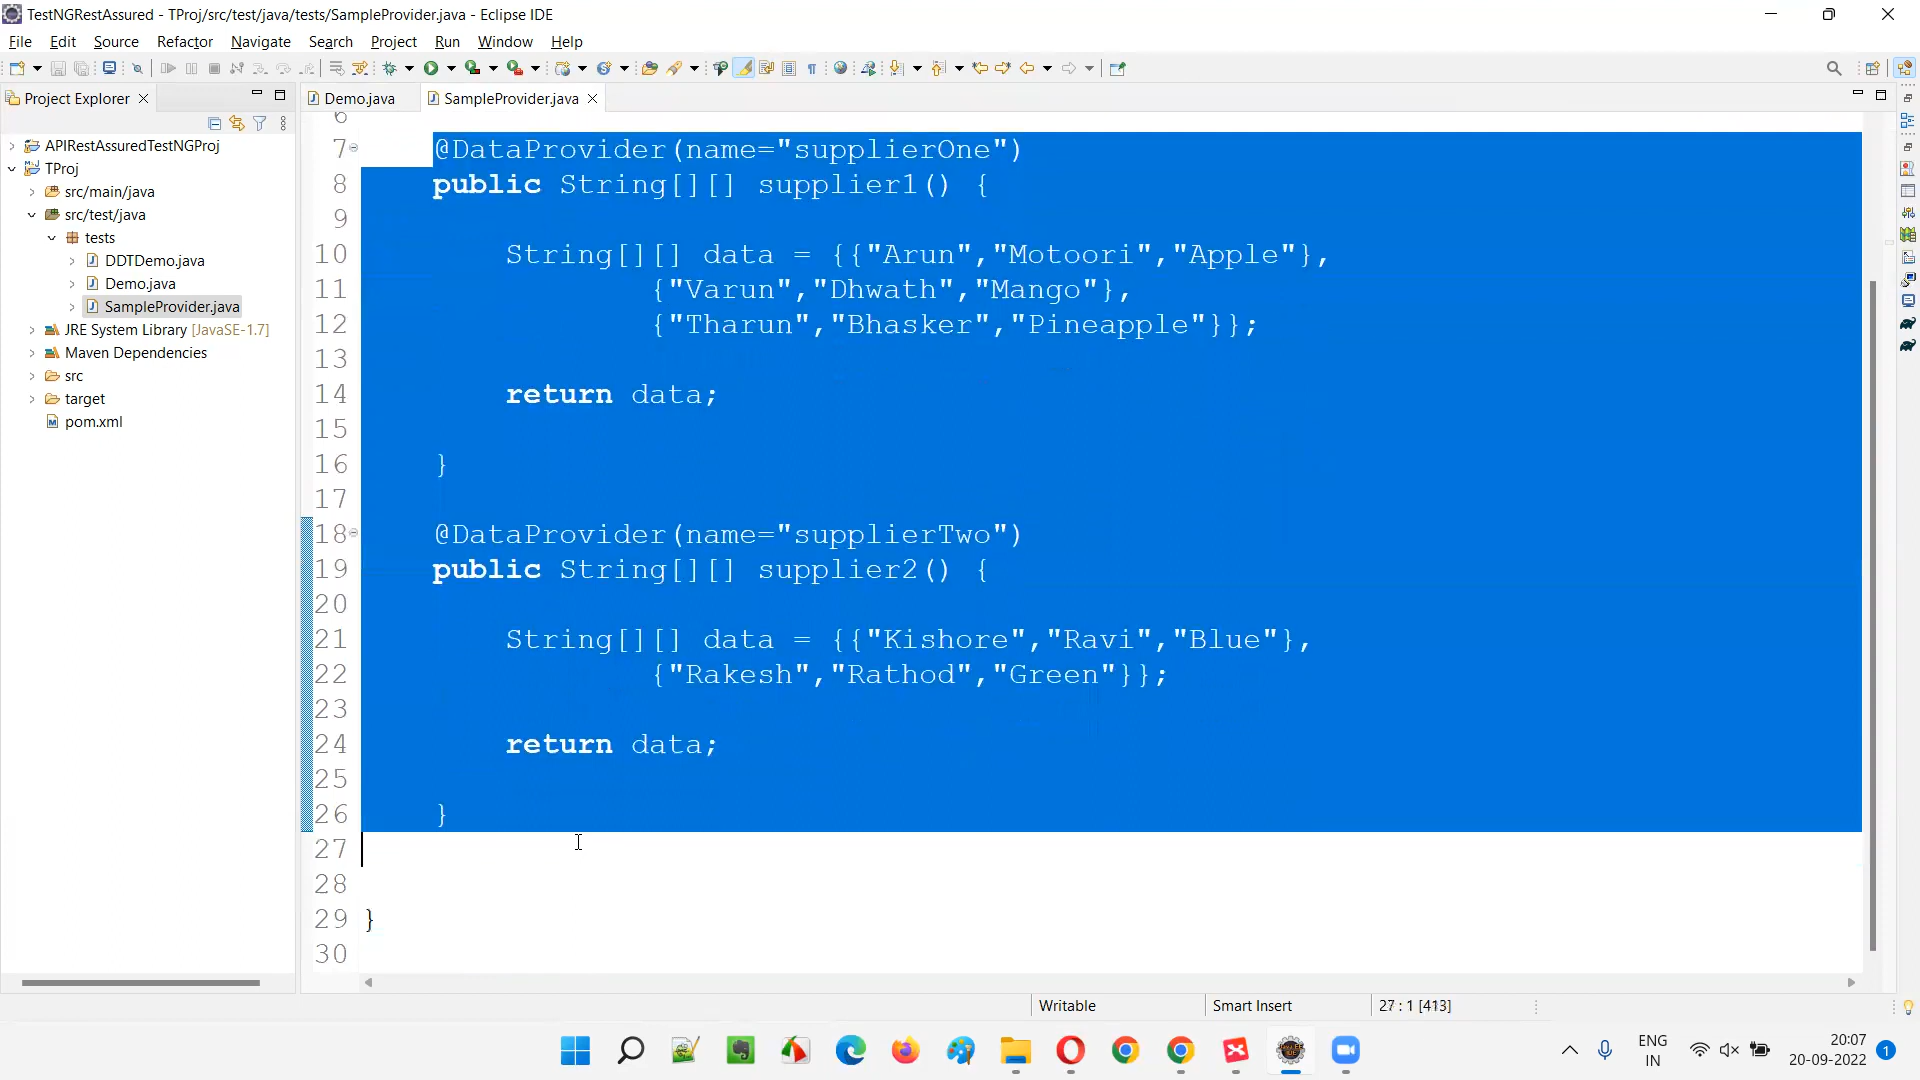 TestNGRestAssured - TProj/src/test/java/tests/SampleProvider.java - Eclipse IDE
File Edit Source Refactor Navigate Search Project Run Window Help
Project Explorer
Demo.java
SampleProvider.java
APIRestAssuredTestNGProj
TProj
src/main/java
src/test/java
tests
DDTDemo.java
Demo.java
SampleProvider.java
JRE System Library [JavaSE-1.7]
Maven Dependencies
src
target
pom.xml
6
7 @DataProvider(name="supplierOne")
8 public String[][] supplier1() {
9
10 String[][] data = {{"Arun","Motoori","Apple"},
11 {"Varun","Dhwath","Mango"},
12 {"Tharun","Bhasker","Pineapple"}};
13
14 return data;
15
16 }
17
18 @DataProvider(name="supplierTwo")
19 public String[][] supplier2() {
20
21 String[][] data = {{"Kishore","Ravi","Blue"},
22 {"Rakesh","Rathod","Green"}};
23
24 return data;
25
26 }
27
28
29 }
30
Writable Smart Insert 27 : 1 [413]
ENG
IN
20:07
20-09-2022
1